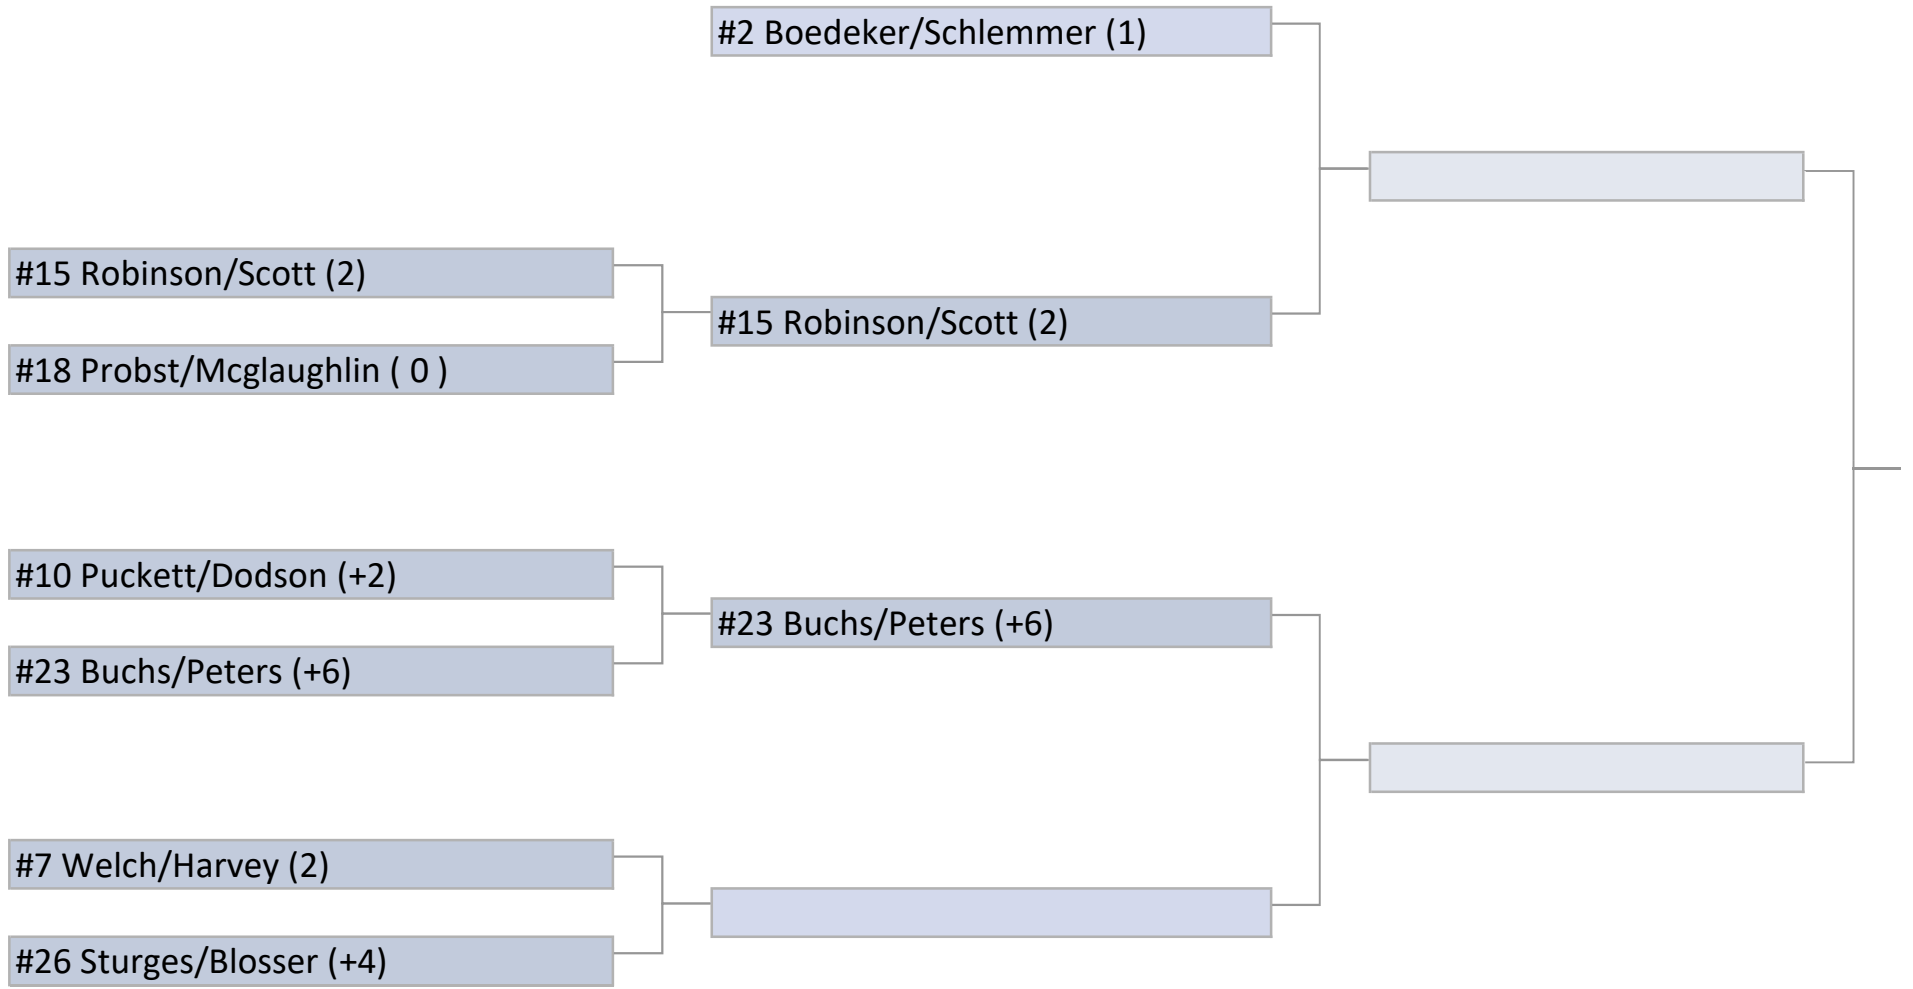 #2 Boedeker/Schlemmer (1)
#15 Robinson/Scott (2)
#15 Robinson/Scott (2)
#18 Probst/Mcglaughlin ( 0 )
#10 Puckett/Dodson (+2)
#23 Buchs/Peters (+6)
#23 Buchs/Peters (+6)
#7 Welch/Harvey (2)
#26 Sturges/Blosser (+4)